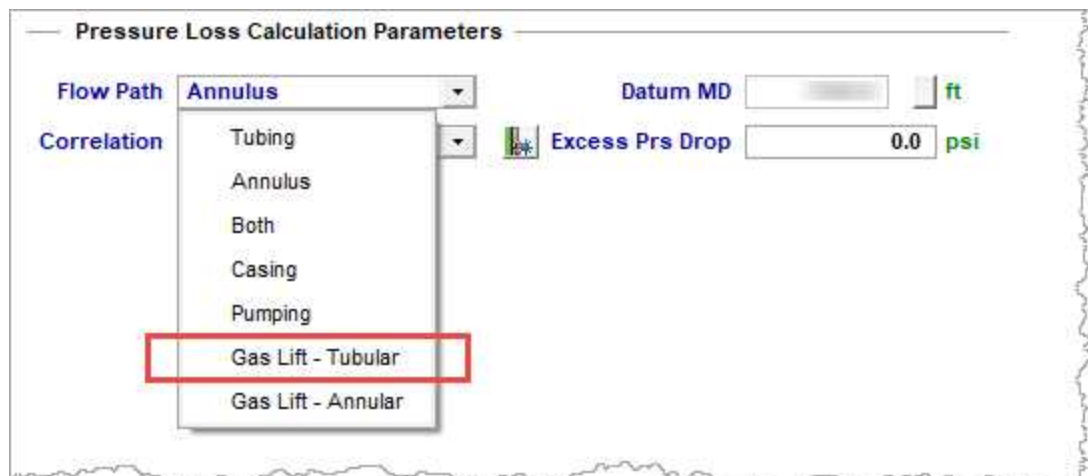 Pressure Loss Calculation Parameters
Flow Path Annulus Datum MD ft
Correlation Excess Prs Drop 0.0 psi
Tubing
Annulus
Both
Casing
Pumping
Gas Lift - Tubular
Gas Lift - Annular